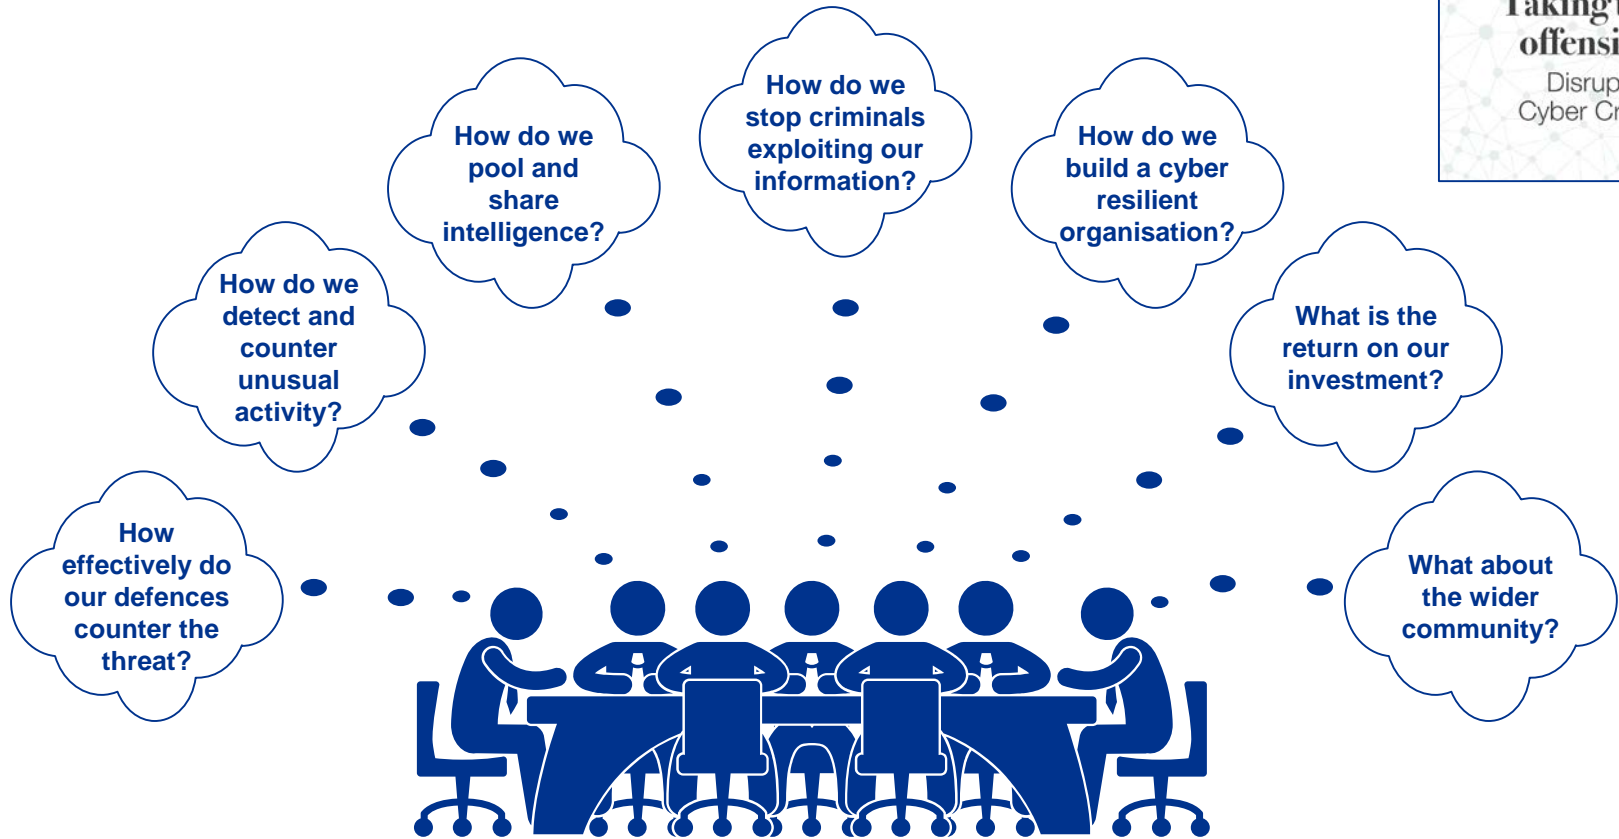 Taking
offensi
Disrup
Cyber Cr
How do we
stop criminals
exploiting our
information?
How do we
pool and
share
intelligence?
How do we
build a cyber
resilient
organisation?
How do we
detect and
counter
unusual
activity?
What is the
return on our
investment?
How
effectively do
our defences
counter the
threat?
What about
the wider
community?